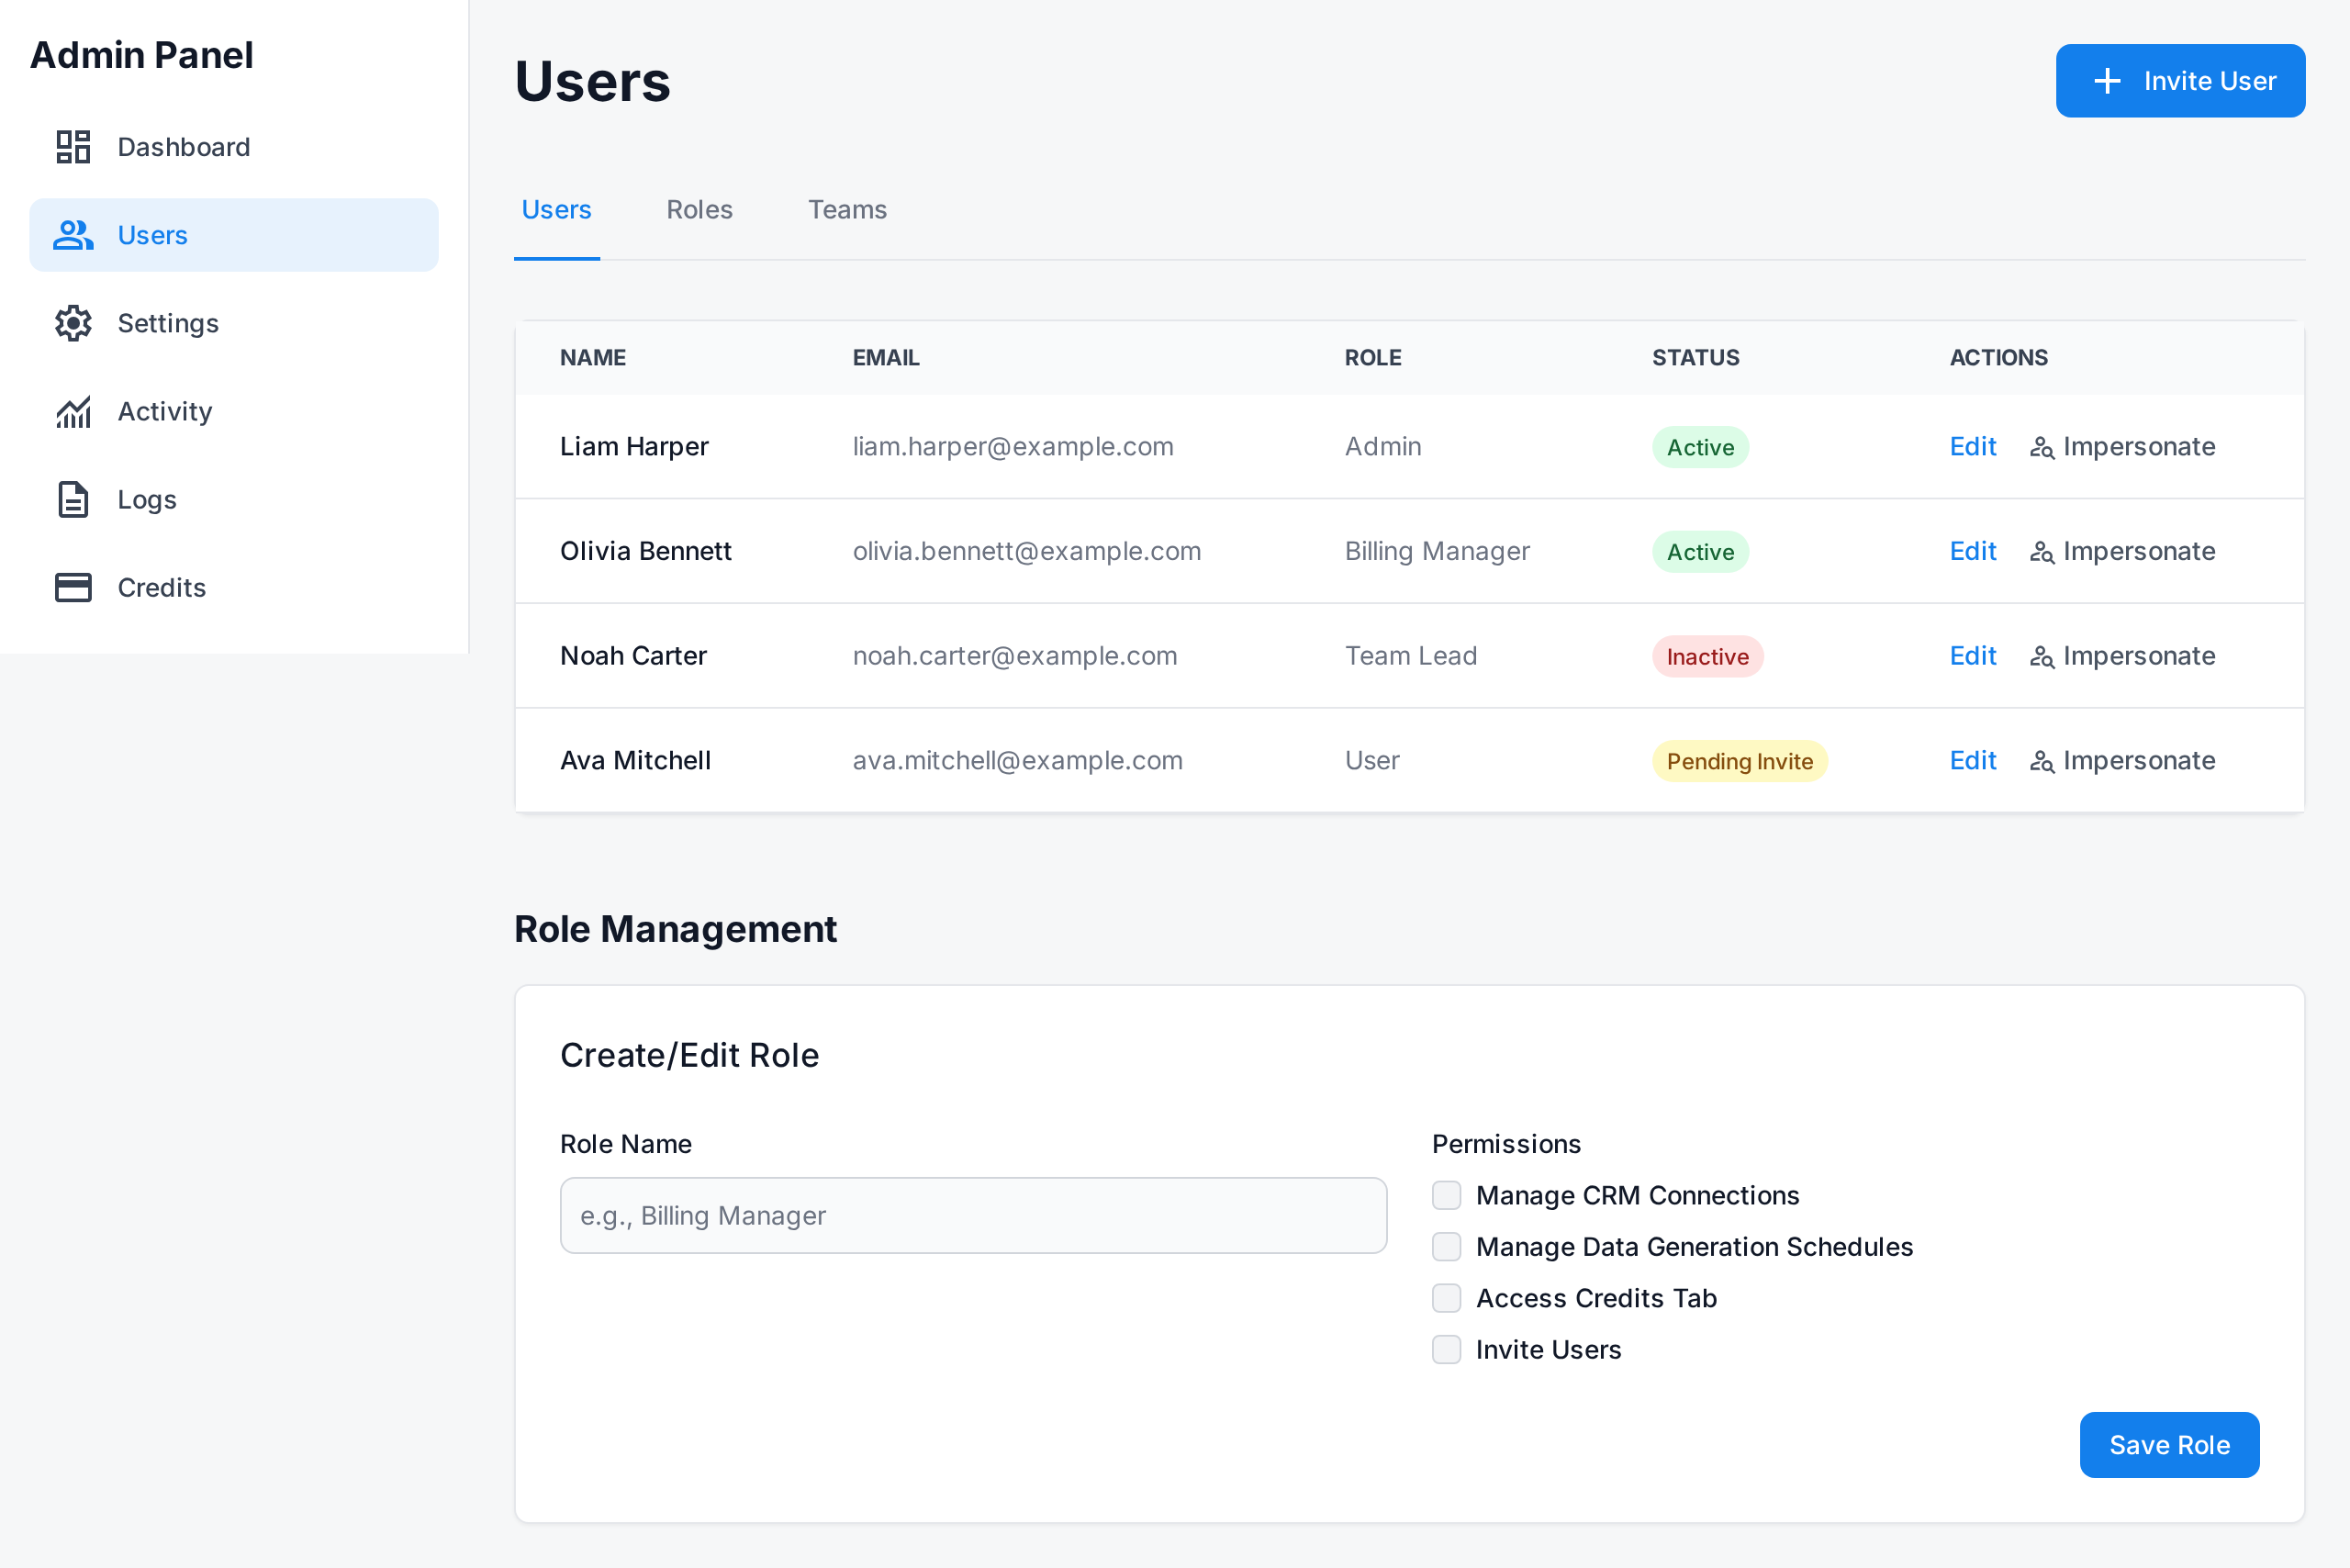 Admin Panel
Dashboard
Users
Settings
Activity
Logs
Credits
Users
Invite User
Users Roles Teams
NAME EMAIL ROLE STATUS ACTIONS
Liam Harper liam.harper@example.com Admin Active Edit Impersonate
Olivia Bennett olivia.bennett@example.com Billing Manager Active Edit Impersonate
Noah Carter noah.carter@example.com Team Lead Inactive Edit Impersonate
Ava Mitchell ava.mitchell@example.com User Pending Invite Edit Impersonate
Role Management
Create/Edit Role
Role Name
e.g., Billing Manager
Permissions
Manage CRM Connections
Manage Data Generation Schedules
Access Credits Tab
Invite Users
Save Role